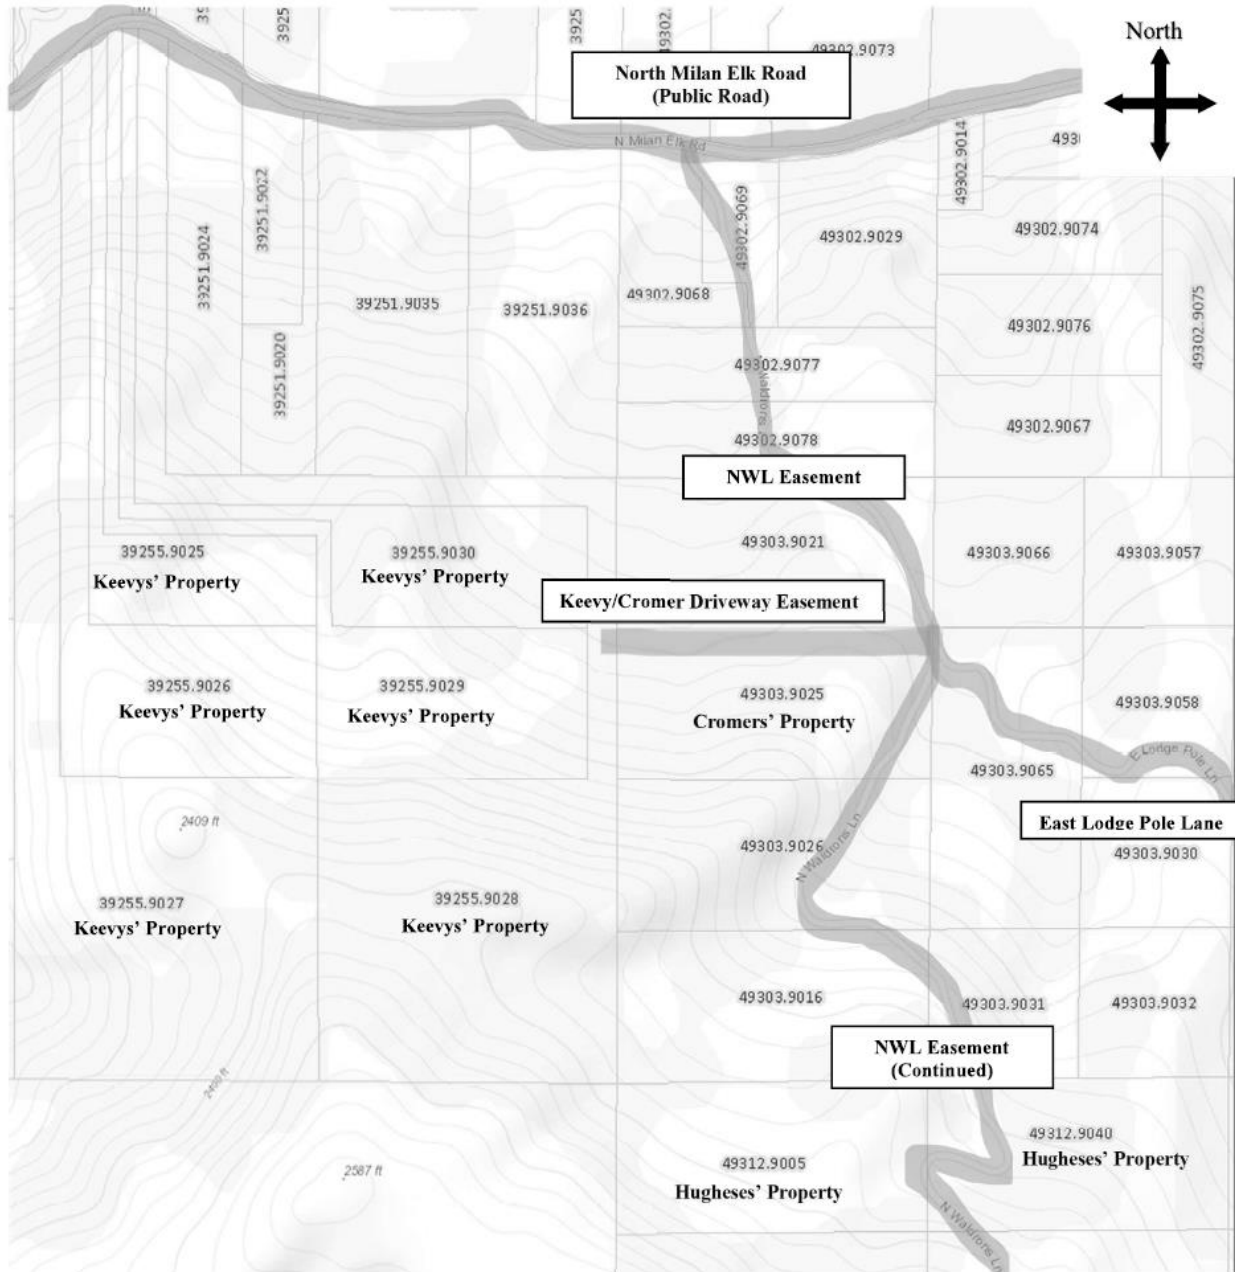 North
North Milan Elk Road
(Public Road)
3925
3925
49302.
49302.9073
N Milan Elk Rd
49302.9014
39251.9022
39251.9024
49302.9069
49302.9029
49302.9074
39251.9035
39251.9036
49302.9068
49302.9076
49302.9075
39251.9020
49302.9077
Waldrons
49302.9078
49302.9067
NWL Easement
39255.9025
Keevys' Property
39255.9030
Keevys' Property
49303.9021
49303.9066
49303.9057
Keevy/Cromer Driveway Easement
39255.9026
Keevys' Property
39255.9029
Keevys' Property
49303.9025
Cromers' Property
49303.9058
E Lodge Pole Ln
49303.9065
2409 ft
East Lodge Pole Lane
49303.9026
N Waldrons Ln
49303.9030
39255.9027
Keevys' Property
39255.9028
Keevys' Property
49303.9016
49303.9031
49303.9032
NWL Easement
(Continued)
49312.9040
Hugheses' Property
2587 ft
49312.9005
Hugheses' Property
N Waldrons Ln